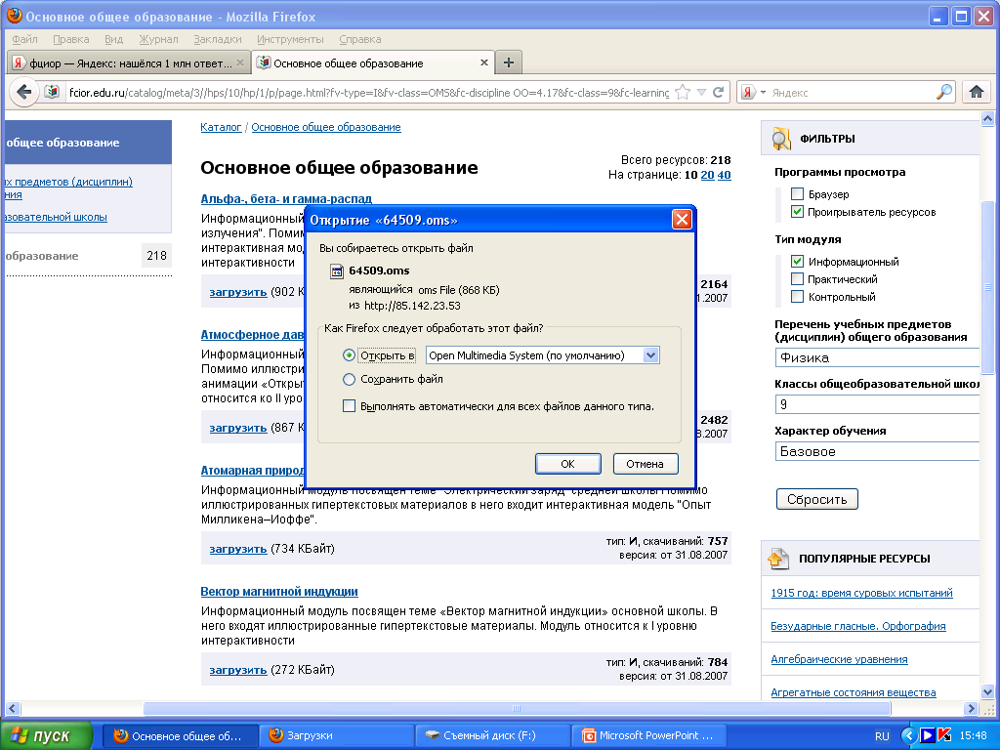 Основное общее образование - Mozilla Firefox
Файл Правка Вид Журнал Закладки Инструменты Справка
фциор — Яндекс: нашёлся 1 млн ответ...
Основное общее образование
fcior.edu.ru/catalog/meta/3//hps/10/hp/1/p/page.html?fv-type=I&fv-class=OMS&fc-discipline OO=4.17&fc-class=9&fc-learning
Яндекс
общее образование
х предметов (дисциплин)
ния
азовательной школы
образование 218
Каталог / Основное общее образование
Основное общее образование
Всего ресурсов: 218
На странице: 10 20 40
Альфа-, бета- и гамма-распад
Информационный
излучения". Помим
интерактивная мо
интерактивности
загрузить (902 К
2164
1.2007
Атмосферное дав
Информационный
Помимо иллюстри
анимации «Откры
относится ко II уро
загрузить (867 К
2482
8.2007
Открытие «64509.oms»
Вы собираетесь открыть файл
64509.oms
являющийся oms File (868 КБ)
из http://85.142.23.53
Как Firefox следует обработать этот файл?
Открыть в Open Multimedia System (по умолчанию)
Сохранить файл
Выполнять автоматически для всех файлов данного типа.
OK Отмена
Атомарная природ
Информационный модуль посвящен теме "Электрический заряд" средней школы Помимо
иллюстрированных гипертекстовых материалов в него входит интерактивная модель "Опыт
Милликена—Иоффе".
загрузить (734 КБайт)
тип: И, скачиваний: 757
версия: от 31.08.2007
Вектор магнитной индукции
Информационный модуль посвящен теме «Вектор магнитной индукции» основной школы. В
него входят иллюстрированные гипертекстовые материалы. Модуль относится к I уровню
интерактивности
загрузить (272 КБайт)
тип: И, скачиваний: 784
версия: от 31.08.2007
ФИЛЬТРЫ
Программы просмотра
Браузер
Проигрыватель ресурсов
Тип модуля
Информационный
Практический
Контрольный
Перечень учебных предметов
(дисциплин) общего образования
Физика
Классы общеобразовательной шко
9
Характер обучения
Базовое
Сбросить
ПОПУЛЯРНЫЕ РЕСУРСЫ
1915 год: время суровых испытаний
Безударные гласные. Орфография
Алгебраические уравнения
Агрегатные состояния вещества
пуск
Основное общее об...
Загрузки
Съемный диск (F:)
Microsoft PowerPoint ...
RU
15:48